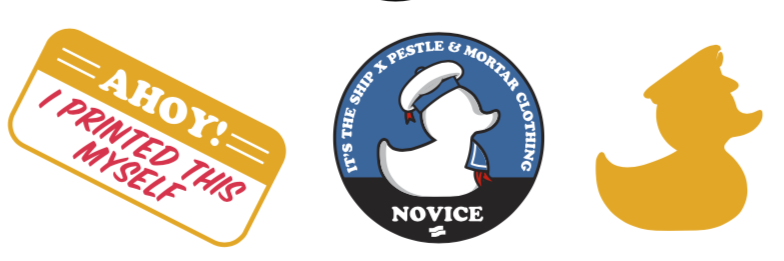 AHOY!
I PRINTED THIS
MYSELF
IT'S THE SHIP X PESTLE & MORTAR CLOTHING
NOVICE